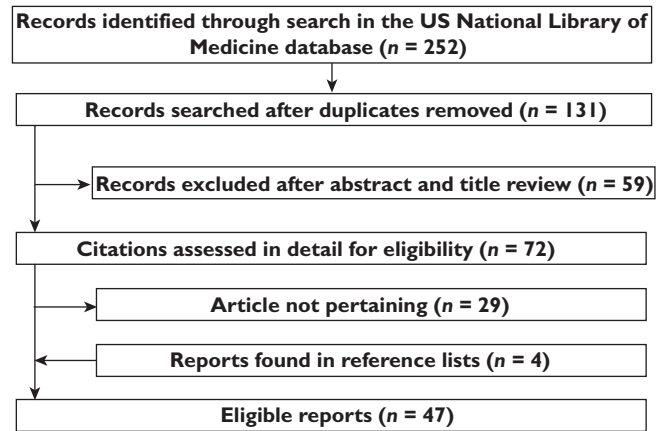 Records identified through search in the US National Library of
Medicine database (n = 252)
Records searched after duplicates removed (n = 131)
Records excluded after abstract and title review (n = 59)
Citations assessed in detail for eligibility (n = 72)
Article not pertaining (n = 29)
Reports found in reference lists (n = 4)
Eligible reports (n = 47)